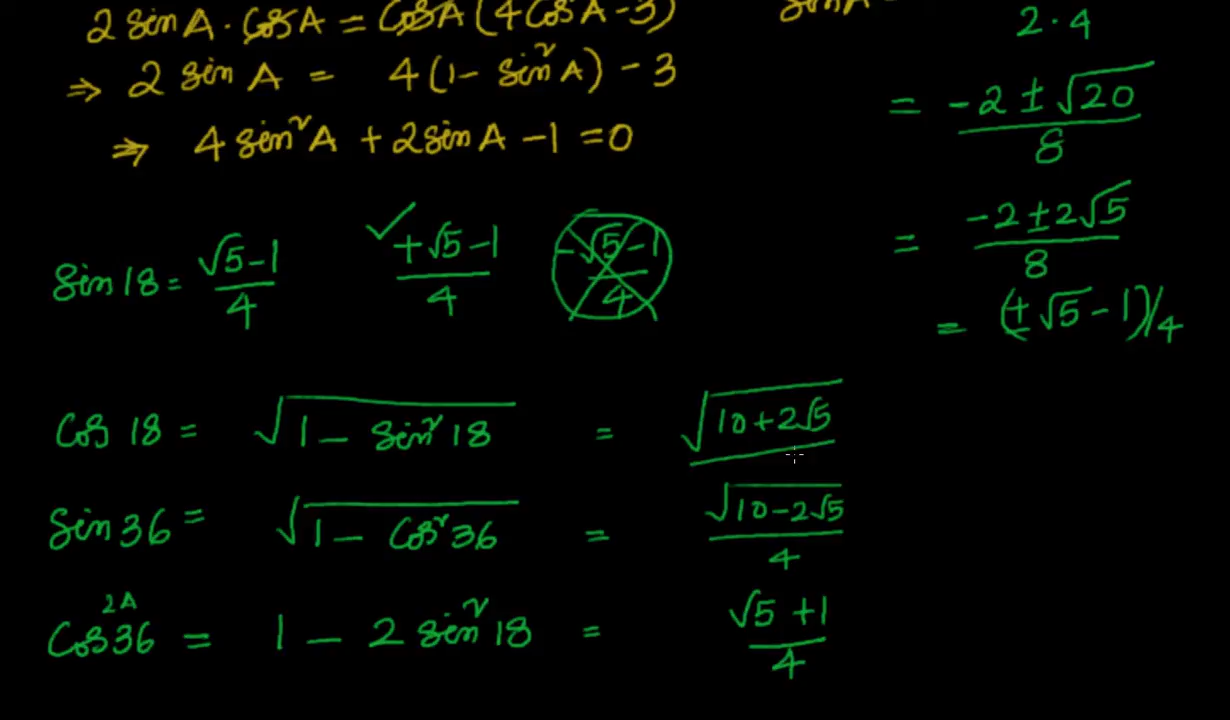 2 sin A · Cos A = Cos A (4 Cos²A - 3)
⇒ 2 sin A = 4(1 - sin²A) - 3
⇒ 4 sin²A + 2 sin A - 1 = 0
sin 18 = (√5 - 1)/4
✓ (+√5 - 1)/4
(-√5 - 1)/4
Cos 18 = √(1 - sin²18) = √(10+2√5)
sin 36 = √(1 - Cos²36) = √(10-2√5)/4
2A
Cos 36 = 1 - 2 sin²18 = (√5 + 1)/4
sin A
2·4
= (-2 ± √20)/8
= (-2 ± 2√5)/8
= (±√5 - 1)/4